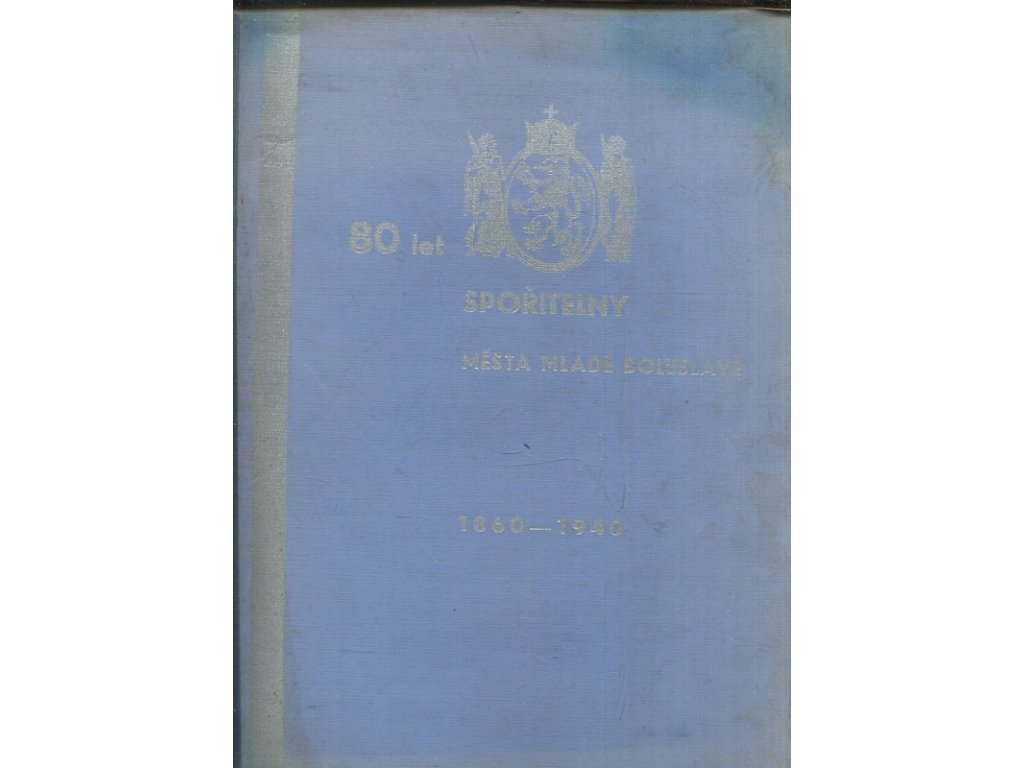 80 let
SPOŘITELNY
MĚSTA MLADÉ BOLESLAVĚ
1860—1940